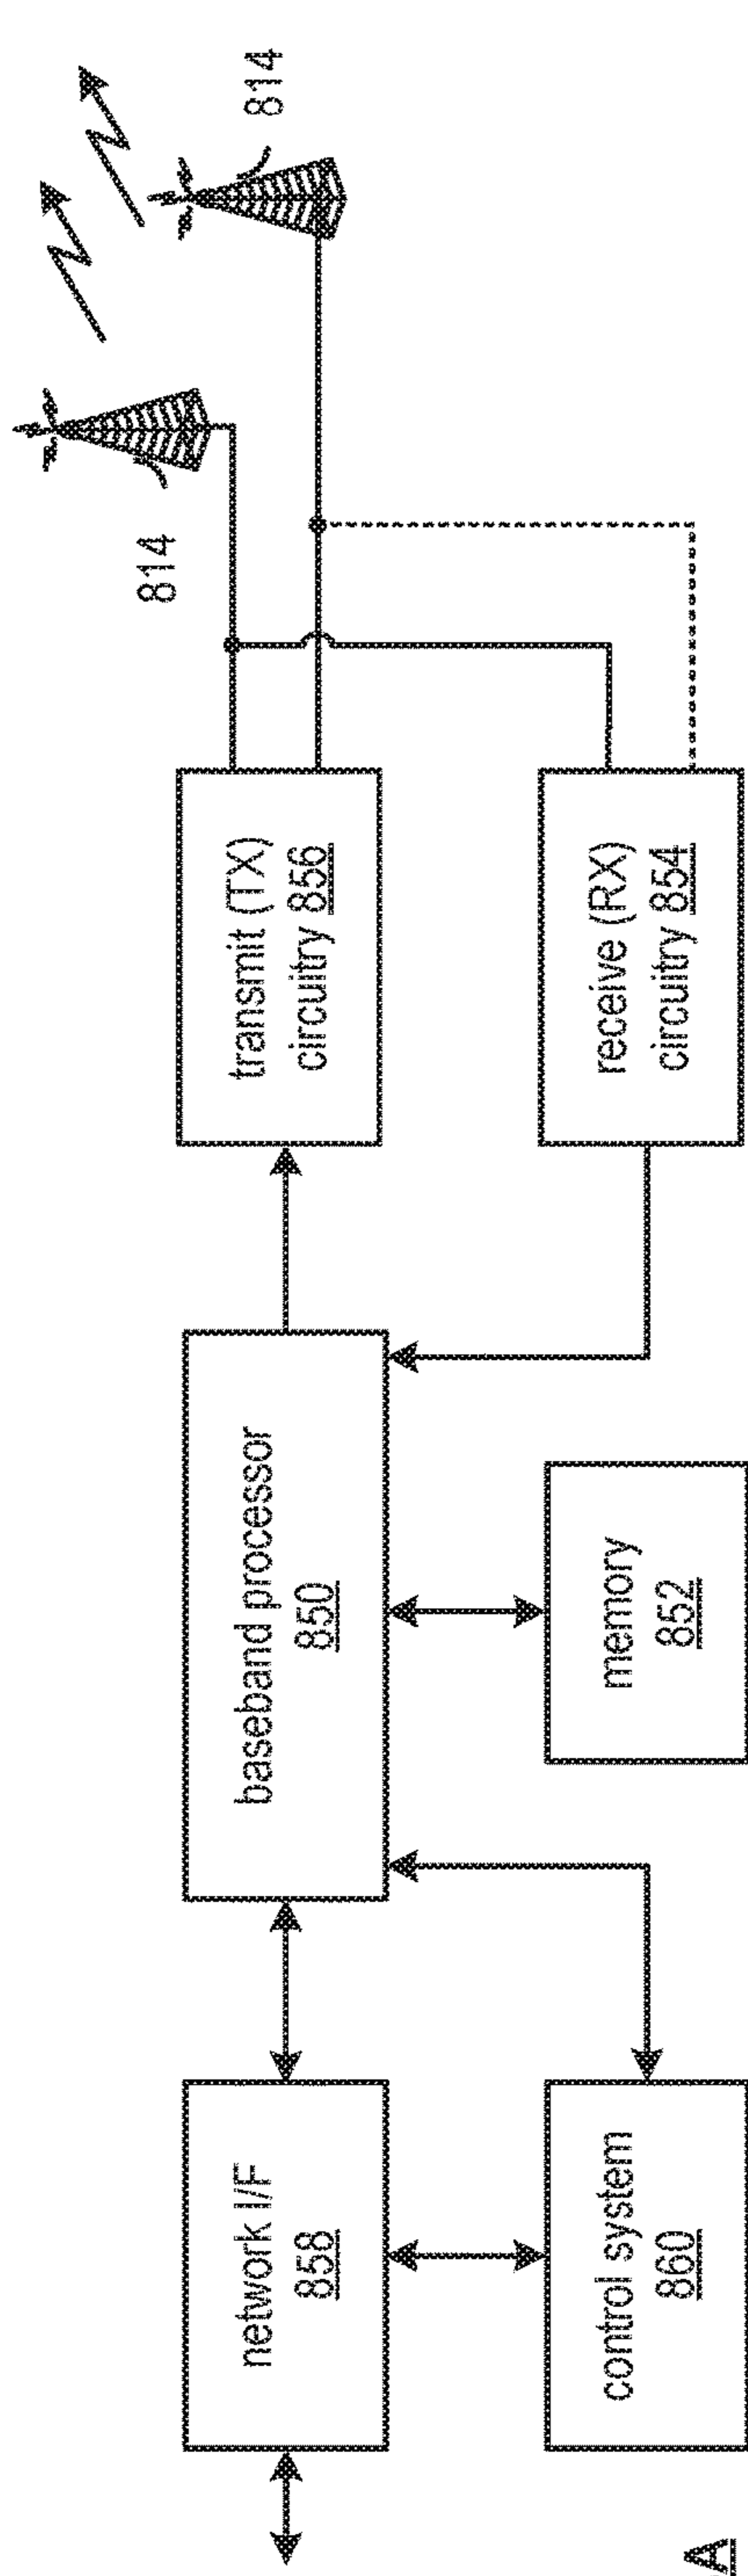 814
814
network I/F
858
baseband processor
850
transmit (TX)
circuitry 856
control system
860
memory
852
receive (RX)
circuitry 854
A